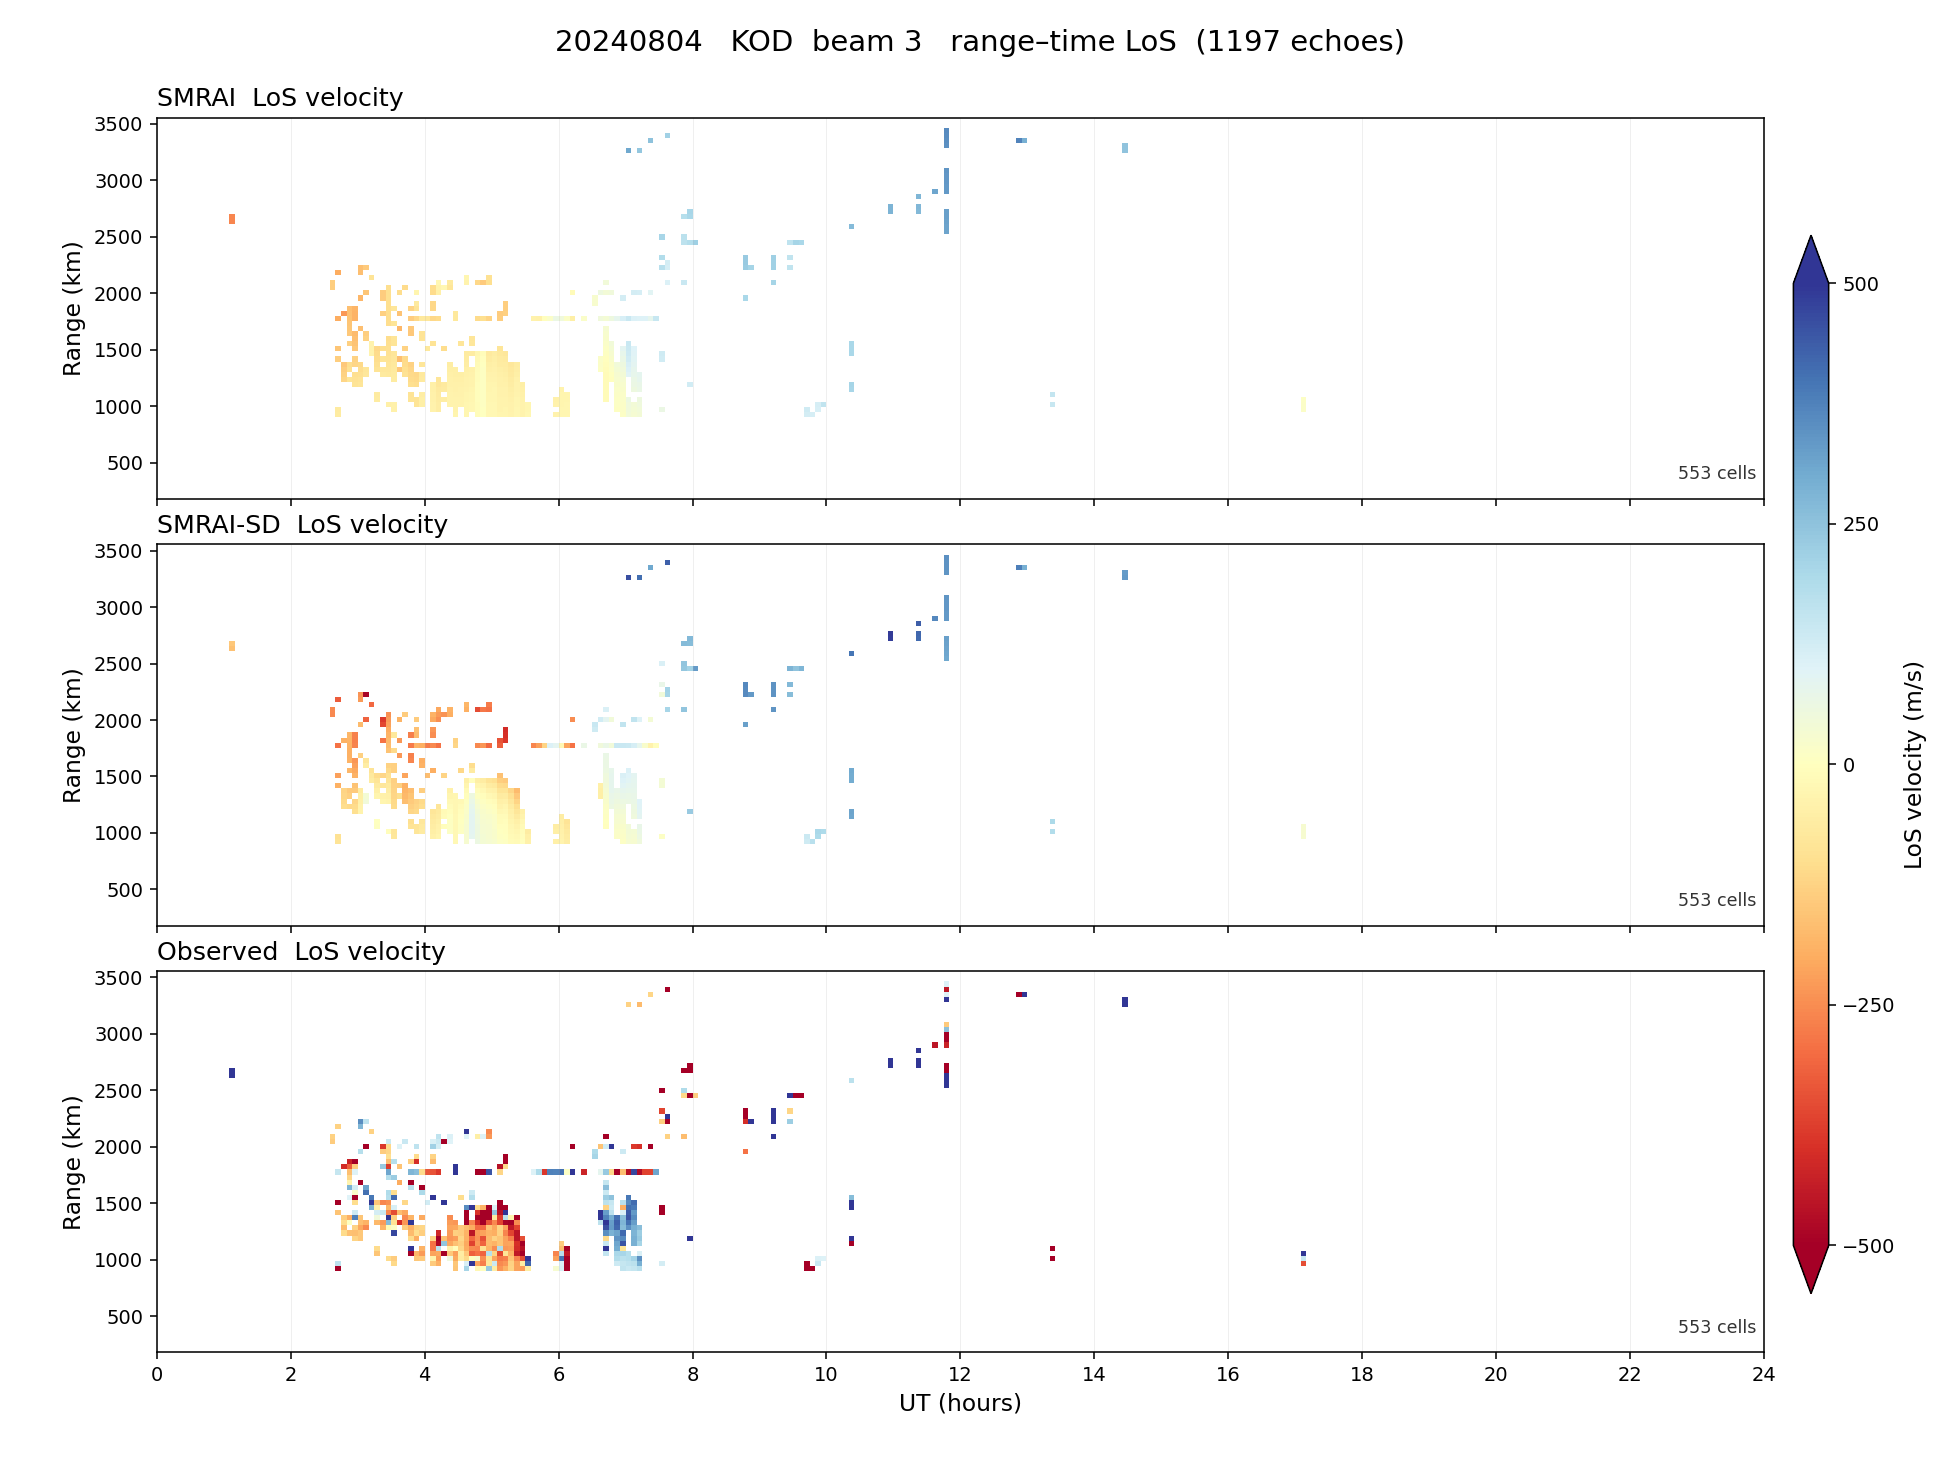 20240804   KOD  beam 3   range–time LoS  (1197 echoes)
SMRAI  LoS velocity
3500
3000
2500
2000
1500
1000
500
Range (km)
553 cells
SMRAI-SD  LoS velocity
3500
3000
2500
2000
1500
1000
500
Range (km)
553 cells
Observed  LoS velocity
3500
3000
2500
2000
1500
1000
500
Range (km)
553 cells
0 2 4 6 8 10 12 14 16 18 20 22 24
UT (hours)
500
250
0
−250
−500
LoS velocity (m/s)